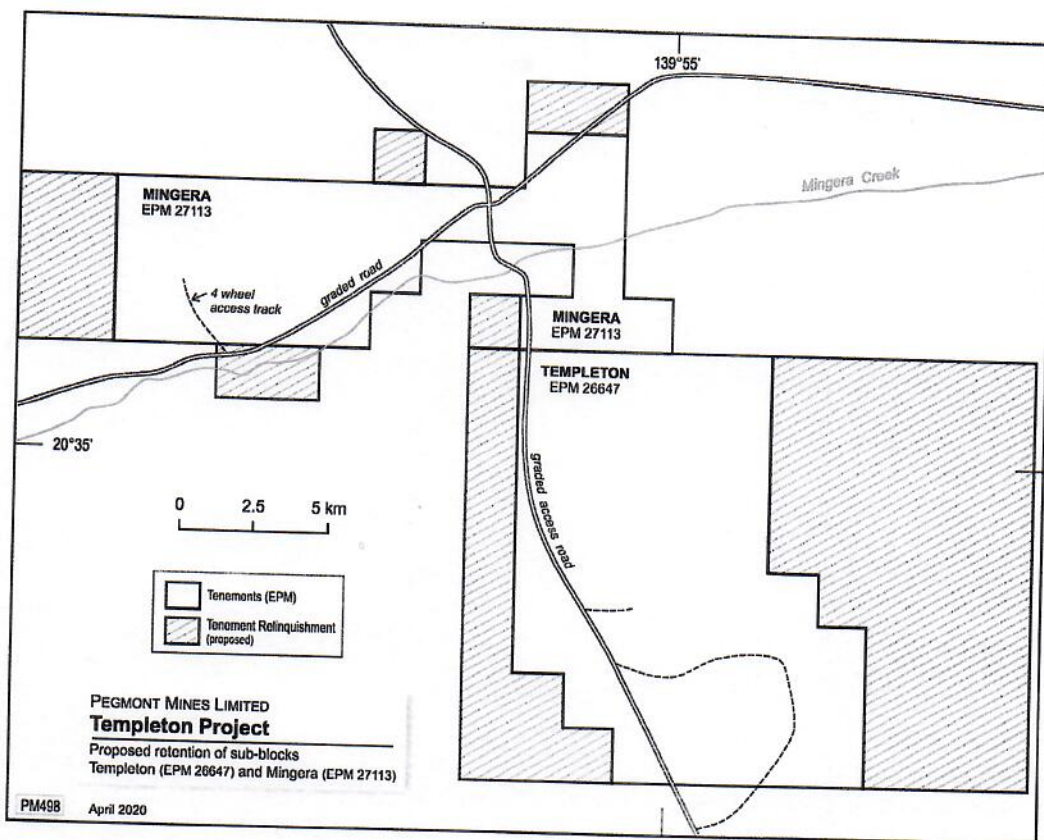 139°55'
Mingera Creek
MINGERA
EPM 27113
4 wheel
access track
graded road
MINGERA
EPM 27113
TEMPLETON
EPM 26647
20°35'
graded access road
0 2.5 5 km
Tenements (EPM)
Tenement Relinquishment
(proposed)
PEGMONT MINES LIMITED
Templeton Project
Proposed retention of sub-blocks
Templeton (EPM 26647) and Mingera (EPM 27113)
PM498 April 2020